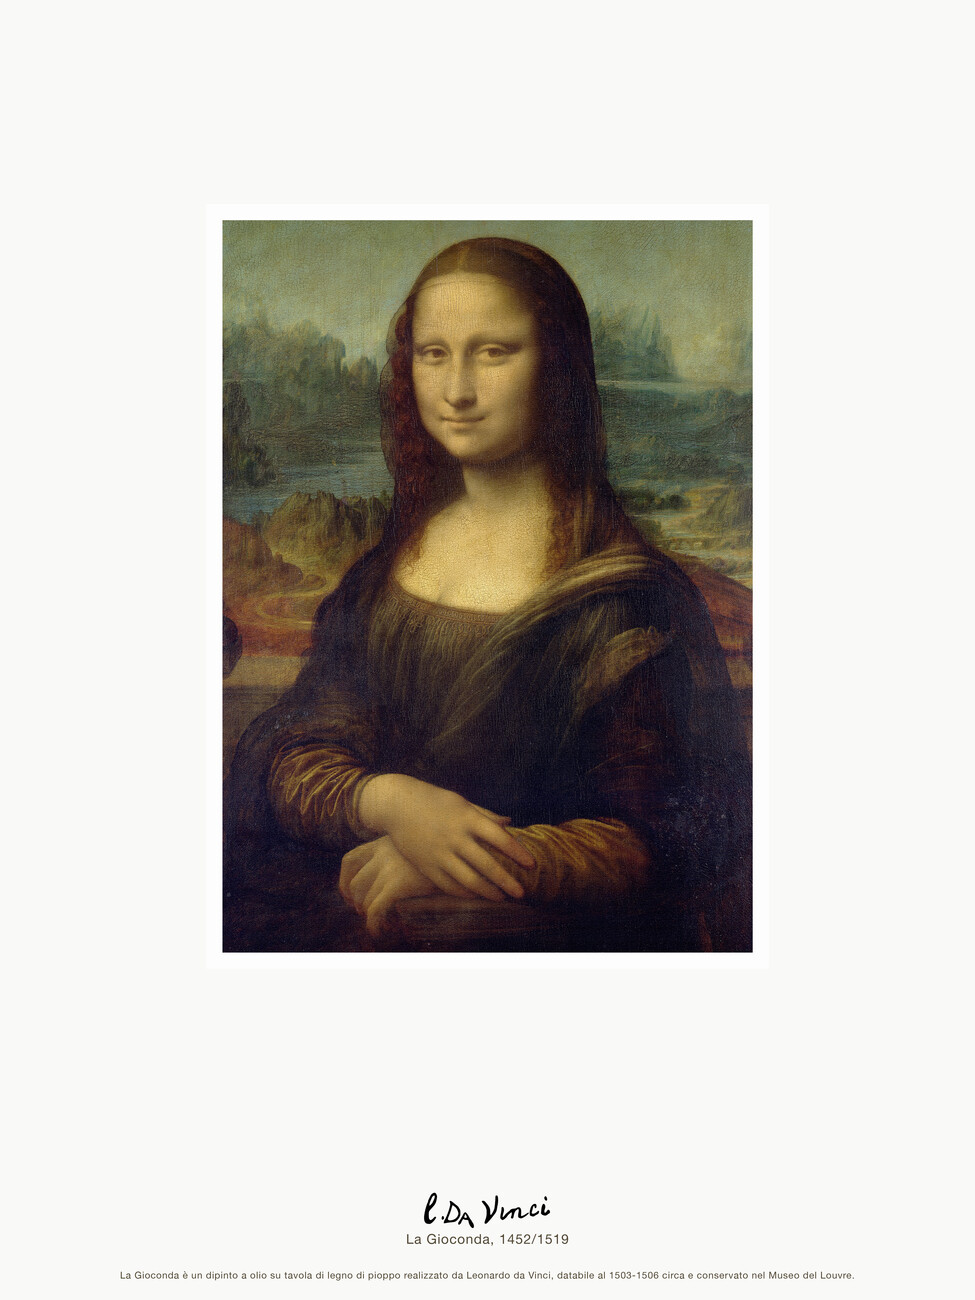 L. DA Vinci
La Gioconda, 1452/1519
La Gioconda è un dipinto a olio su tavola di legno di pioppo realizzato da Leonardo da Vinci, databile al 1503-1506 circa e conservato nel Museo del Louvre.